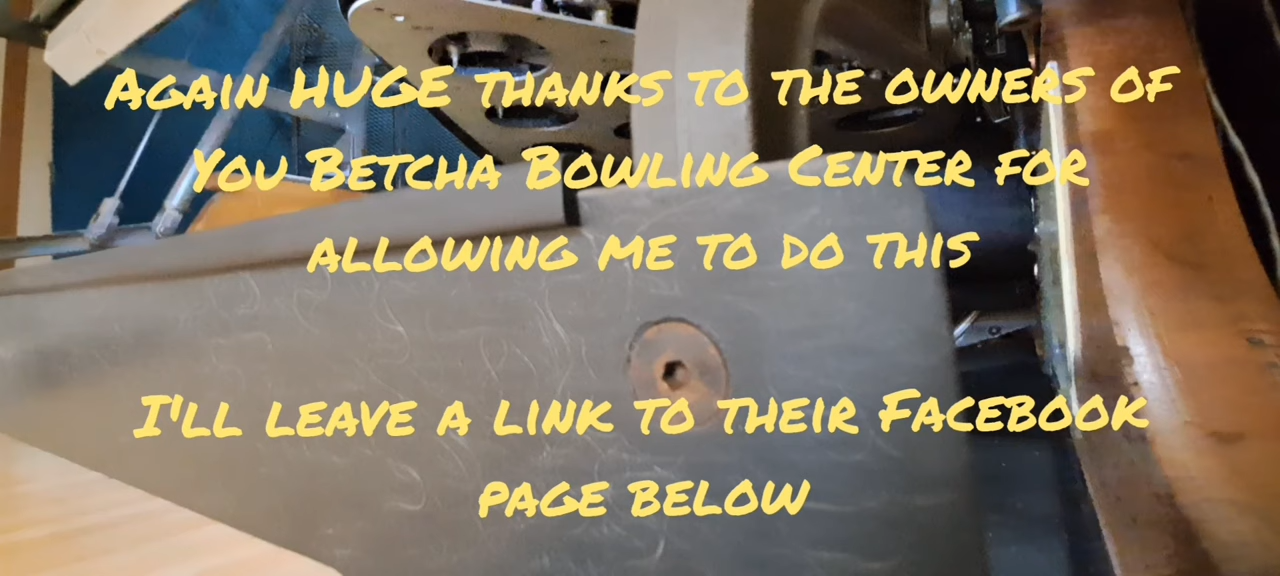 Again HUGE thanks to the owners of
You Betcha Bowling Center for
allowing me to do this
I'll leave a link to their Facebook
page below